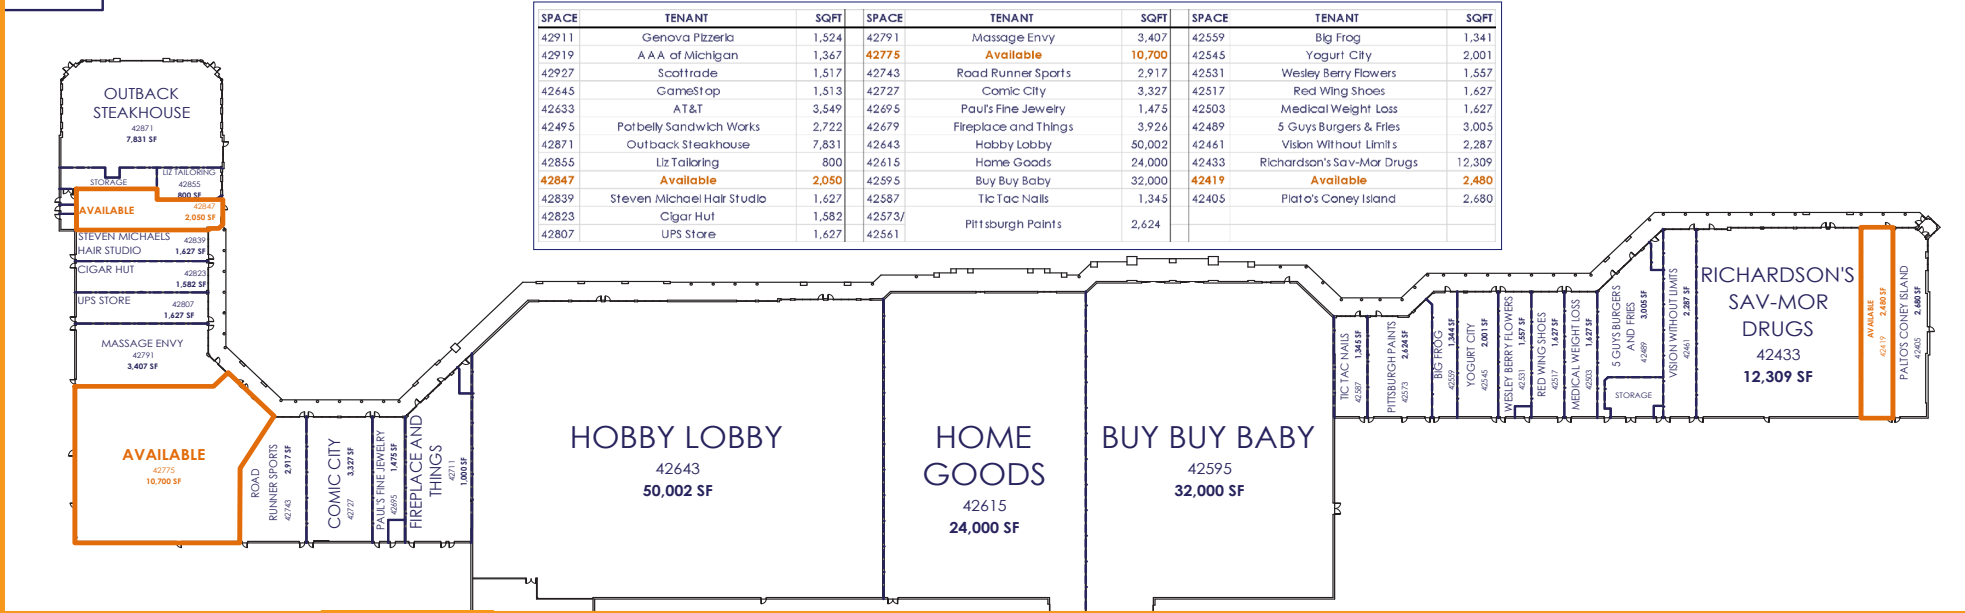 SPACE TENANT SQFT SPACE TENANT SQFT SPACE TENANT SQFT
42911 Genova Pizzeria 1,524 42791 Massage Envy 3,407 42559 Big Frog 1,341
42919 AAA of Michigan 1,367 42775 Available 10,700 42545 Yogurt City 2,001
42927 Scottrade 1,517 42743 Road Runner Sports 2,917 42531 Wesley Berry Flowers 1,557
42645 GameStop 1,513 42727 Comic City 3,327 42517 Red Wing Shoes 1,627
42633 AT&T 3,549 42695 Paul's Fine Jewelry 1,475 42503 Medical Weight Loss 1,627
42495 Potbelly Sandwich Works 2,722 42679 Fireplace and Things 3,926 42489 5 Guys Burgers & Fries 3,005
42871 Outback Steakhouse 7,831 42643 Hobby Lobby 50,002 42461 Vision Without Limits 2,287
42855 Liz Tailoring 800 42615 Home Goods 24,000 42433 Richardson's Sav-Mor Drugs 12,309
42847 Available 2,050 42595 Buy Buy Baby 32,000 42419 Available 2,480
42839 Steven Michael Hair Studio 1,627 42587 Tic Tac Nails 1,345 42405 Plato's Coney Island 2,680
42823 Cigar Hut 1,582 42573/ Pittsburgh Paints 2,624
42807 UPS Store 1,627 42561
OUTBACK
STEAKHOUSE
42871
7,831 SF
STORAGE
LIZ TAILORING
42855
800 SF
AVAILABLE
42847
2,050 SF
STEVEN MICHAELS
HAIR STUDIO
42839
1,627 SF
CIGAR HUT
42823
1,582 SF
UPS STORE
42807
1,627 SF
MASSAGE ENVY
42791
3,407 SF
AVAILABLE
42775
10,700 SF
ROAD
RUNNER SPORTS
42743 2,917 SF
COMIC CITY
42727 3,327 SF
PAUL'S FINE JEWELRY
42695 1,475 SF
FIREPLACE AND
THINGS
42711
1,000 SF
HOBBY LOBBY
42643
50,002 SF
HOME
GOODS
42615
24,000 SF
BUY BUY BABY
42595
32,000 SF
TIC TAC NAILS
42587 1,345 SF
PITTSBURGH PAINTS
42573 2,624 SF
BIG FROG
42559 1,344 SF
YOGURT CITY
42545 2,001 SF
WESLEY BERRY FLOWERS
42531 1,557 SF
RED WING SHOES
42517 1,627 SF
MEDICAL WEIGHT LOSS
42503 1,627 SF
5 GUYS BURGERS
AND FRIES
42489 3,005 SF
STORAGE
VISION WITHOUT LIMITS
42461 2,287 SF
RICHARDSON'S
SAV-MOR
DRUGS
42433
12,309 SF
AVAILABLE
42419 2,480 SF
PALTO'S CONEY ISLAND
42405 2,680 SF